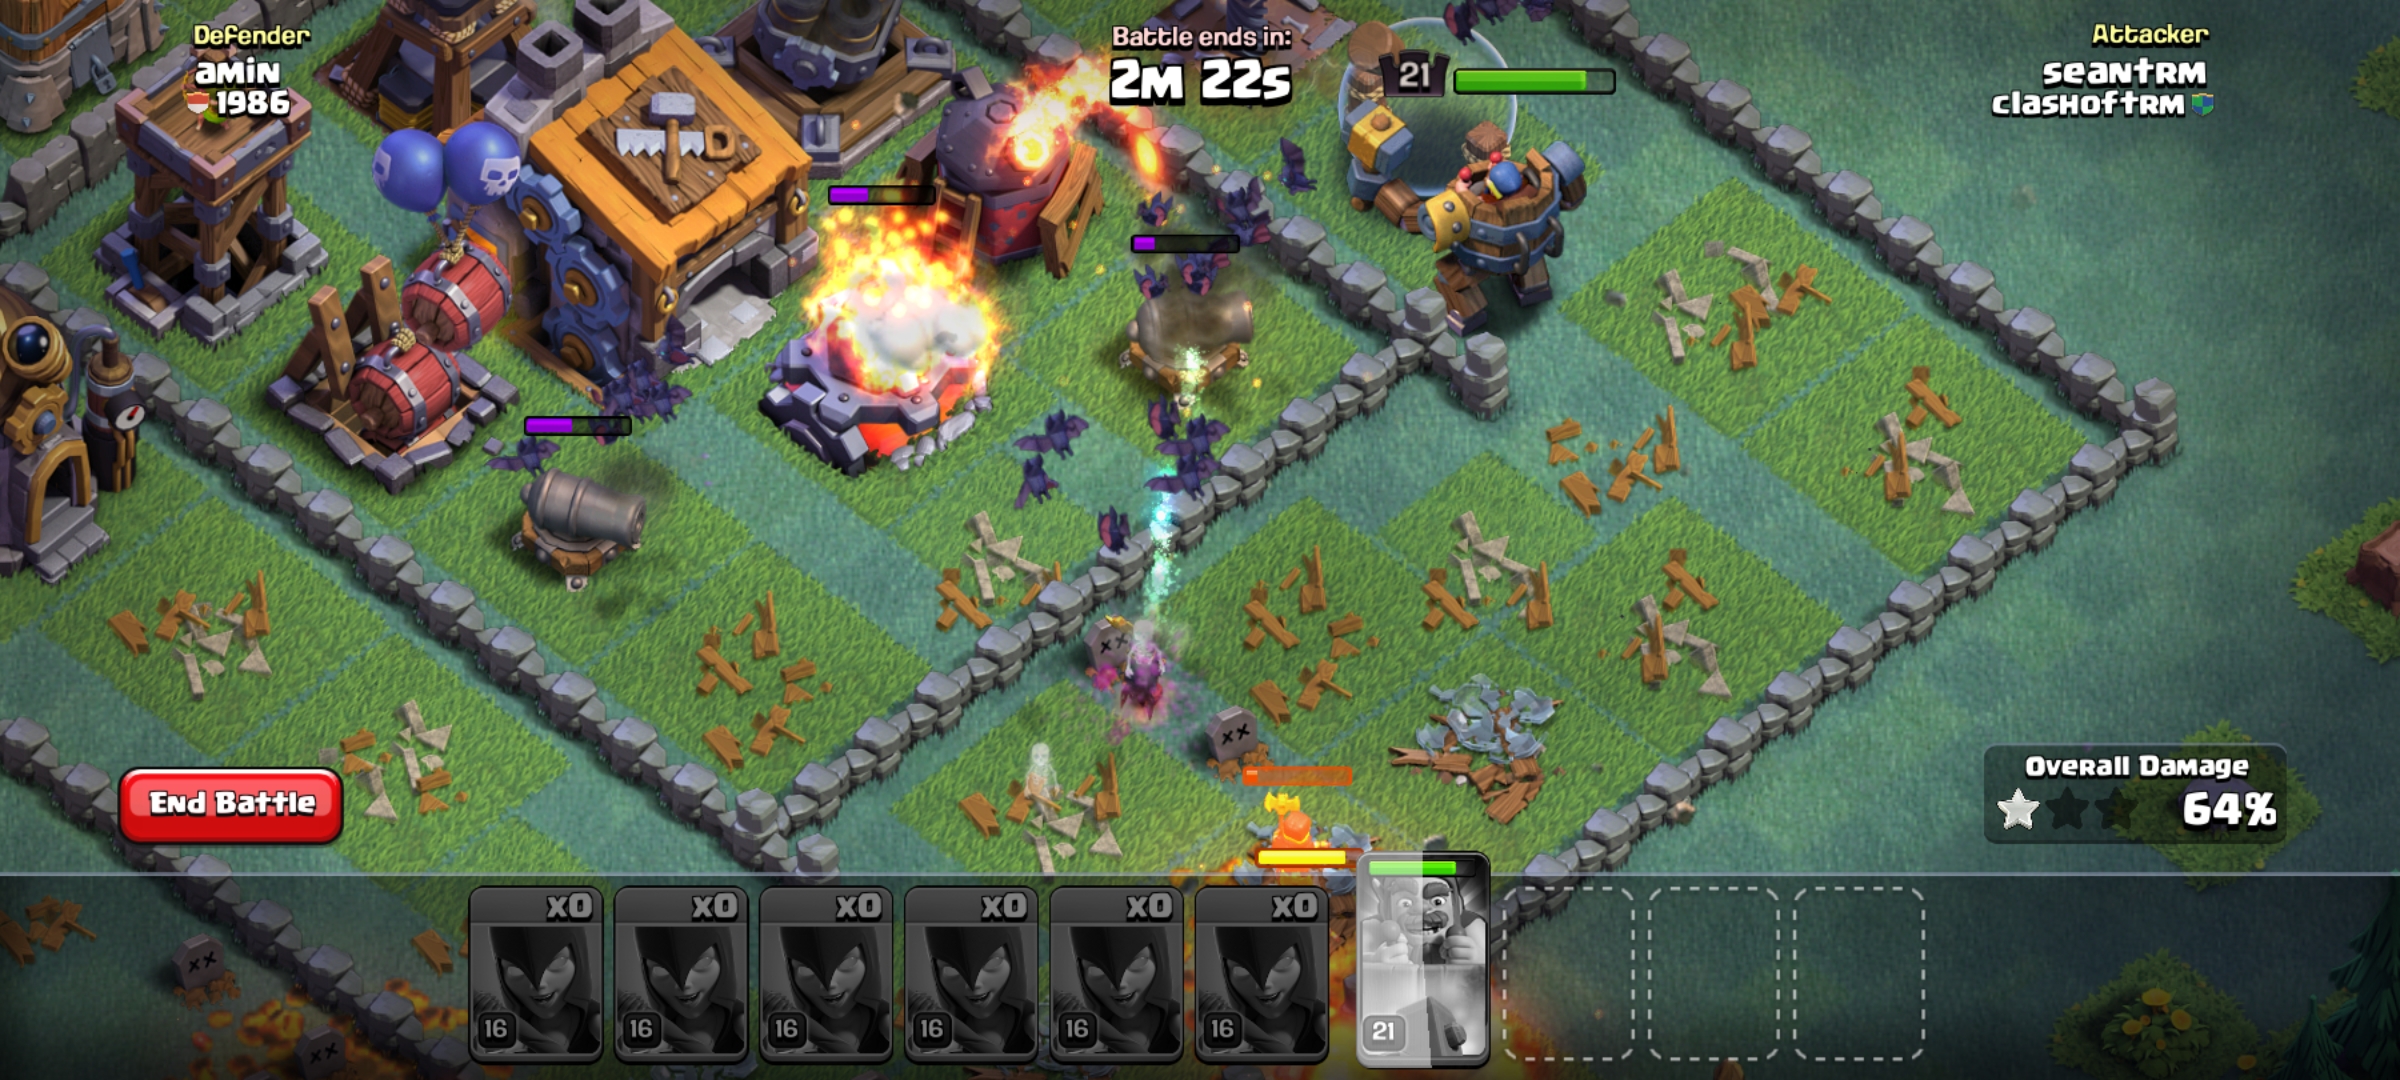 Defender
amin
1986
Battle ends in:
2M 22s
21
Attacker
seantRM
clashoftRM
End Battle
Overall Damage
64%
x0
x0
x0
x0
x0
x0
16
16
16
16
16
16
21